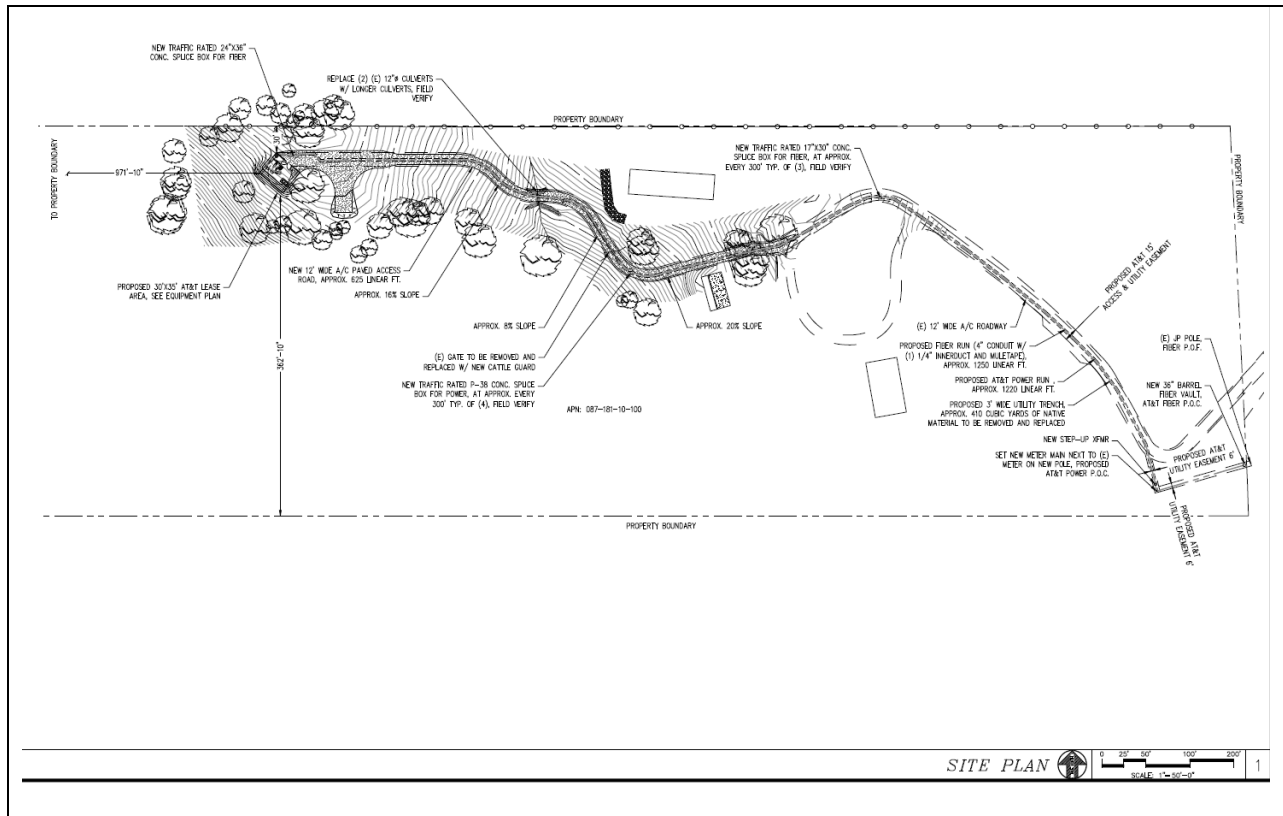 NEW TRAFFIC RATED 24"X36"
CONC. SPLICE BOX FOR FIBER
REPLACE (2) (E) 12"ø CULVERTS
W/ LONGER CULVERTS, FIELD
VERIFY
PROPERTY BOUNDARY
30'
NEW TRAFFIC RATED 17"X30" CONC.
SPLICE BOX FOR FIBER, AT APPROX.
EVERY 300' TYP. OF (3), FIELD VERIFY
TO PROPERTY BOUNDARY
971'-10"
PROPERTY BOUNDARY
PROPOSED 30'X35' AT&T LEASE
AREA, SEE EQUIPMENT PLAN
NEW 12' WIDE A/C PAVED ACCESS
ROAD, APPROX. 625 LINEAR FT.
APPROX. 16% SLOPE
APPROX. 8% SLOPE
APPROX. 20% SLOPE
362'-10"
(E) GATE TO BE REMOVED AND
REPLACED W/ NEW CATTLE GUARD
NEW TRAFFIC RATED P-38 CONC. SPLICE
BOX FOR POWER, AT APPROX. EVERY
300' TYP. OF (4), FIELD VERIFY
APN: 087-181-10-100
PROPOSED AT&T 15'
ACCESS & UTILITY EASEMENT
(E) 12' WIDE A/C ROADWAY
PROPOSED FIBER RUN (4" CONDUIT W/
(1) 1/4" INNERDUCT AND MULETAPE),
APPROX. 1250 LINEAR FT.
PROPOSED AT&T POWER RUN ,
APPROX. 1220 LINEAR FT.
PROPOSED 3' WIDE UTILITY TRENCH,
APPROX. 410 CUBIC YARDS OF NATIVE
MATERIAL TO BE REMOVED AND REPLACED
(E) JP POLE,
FIBER P.O.F.
NEW 36" BARREL
FIBER VAULT,
AT&T FIBER P.O.C.
NEW STEP-UP XFMR
SET NEW METER MAIN NEXT TO (E)
METER ON NEW POLE, PROPOSED
AT&T POWER P.O.C.
PROPOSED AT&T
UTILITY EASEMENT 6'
PROPOSED AT&T
UTILITY EASEMENT 6'
PROPERTY BOUNDARY
SITE PLAN
0 25' 50' 100' 200'
SCALE: 1"=50'-0"
1